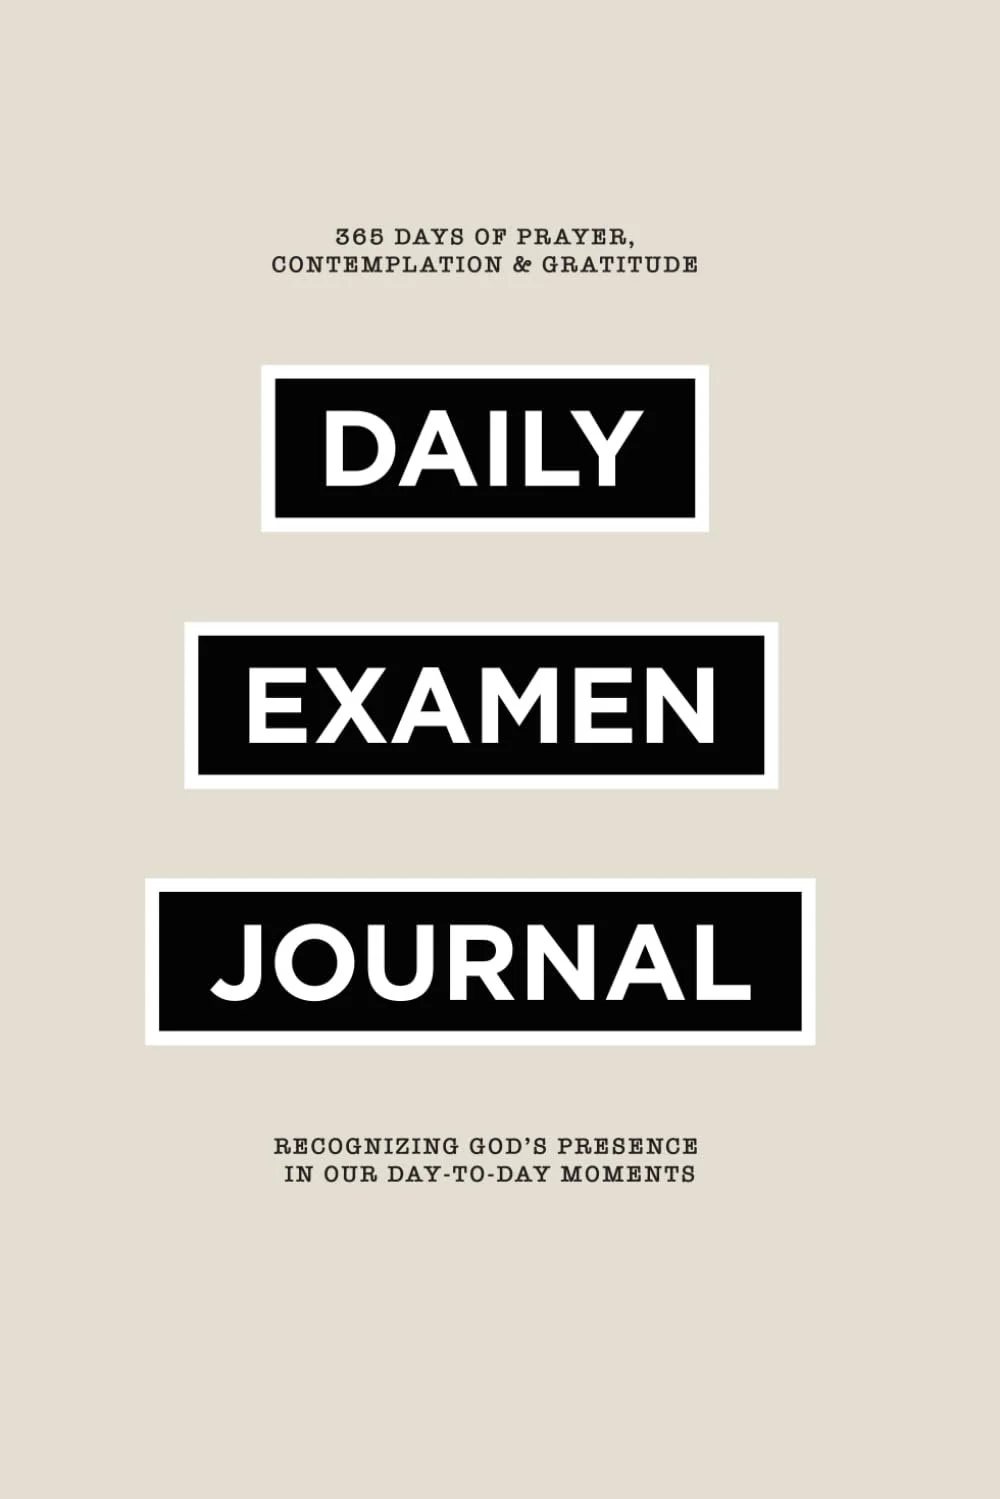 365 DAYS OF PRAYER,
CONTEMPLATION & GRATITUDE
DAILY
EXAMEN
JOURNAL
RECOGNIZING GOD'S PRESENCE
IN OUR DAY-TO-DAY MOMENTS